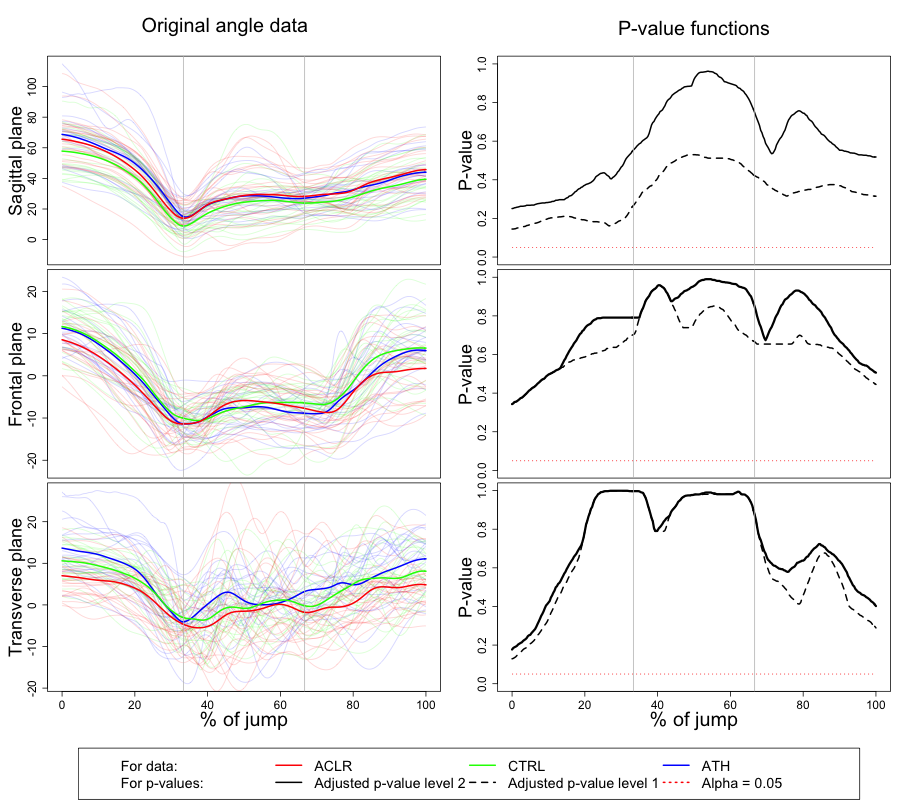 Original angle data
P-value functions
Sagittal plane
0 20 40 60 80 100
P-value
0.0 0.2 0.4 0.6 0.8 1.0
Frontal plane
-20 -10 0 10 20
P-value
0.0 0.2 0.4 0.6 0.8 1.0
Transverse plane
-20 -10 0 10 20
P-value
0.0 0.2 0.4 0.6 0.8 1.0
0 20 40 60 80 100
0 20 40 60 80 100
% of jump
% of jump
For data: ACLR CTRL ATH
For p-values: Adjusted p-value level 2 Adjusted p-value level 1 Alpha = 0.05